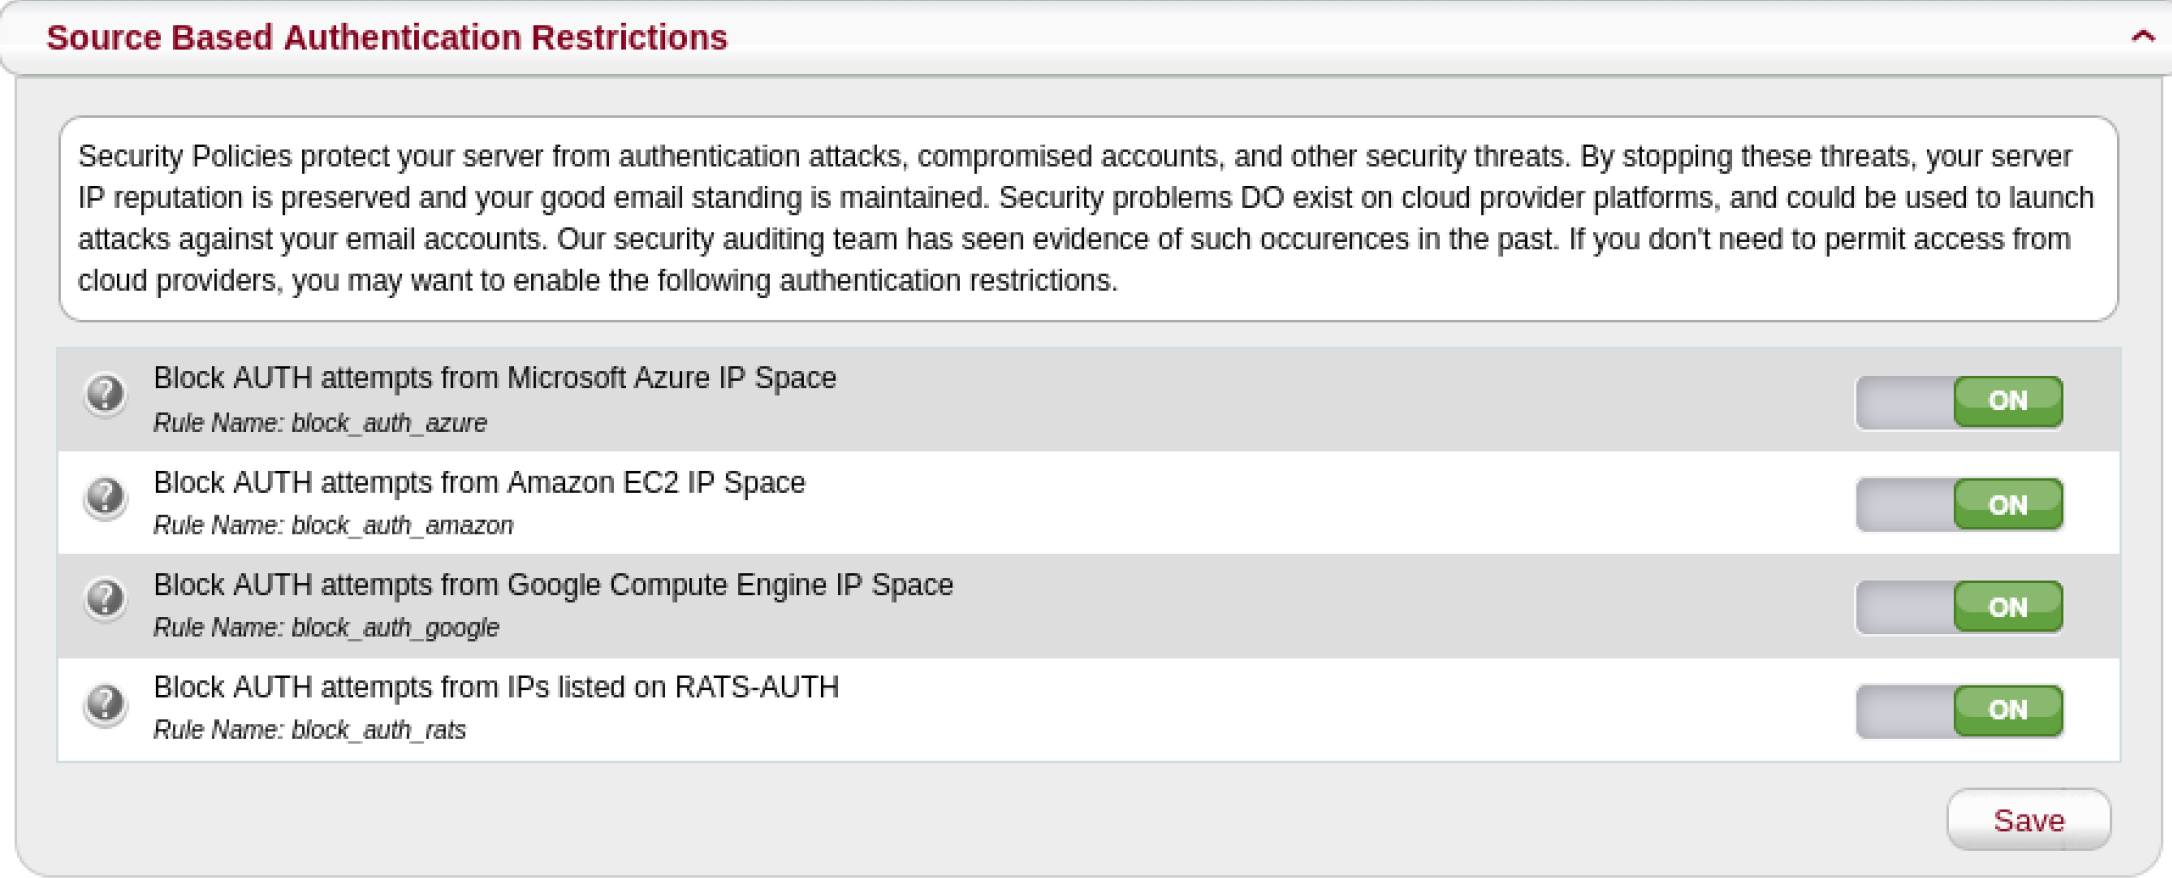 Source Based Authentication Restrictions
Security Policies protect your server from authentication attacks, compromised accounts, and other security threats. By stopping these threats, your server
IP reputation is preserved and your good email standing is maintained. Security problems DO exist on cloud provider platforms, and could be used to launch
attacks against your email accounts. Our security auditing team has seen evidence of such occurences in the past. If you don't need to permit access from
cloud providers, you may want to enable the following authentication restrictions.
? Block AUTH attempts from Microsoft Azure IP Space
Rule Name: block_auth_azure
ON
? Block AUTH attempts from Amazon EC2 IP Space
Rule Name: block_auth_amazon
ON
? Block AUTH attempts from Google Compute Engine IP Space
Rule Name: block_auth_google
ON
? Block AUTH attempts from IPs listed on RATS-AUTH
Rule Name: block_auth_rats
ON
Save